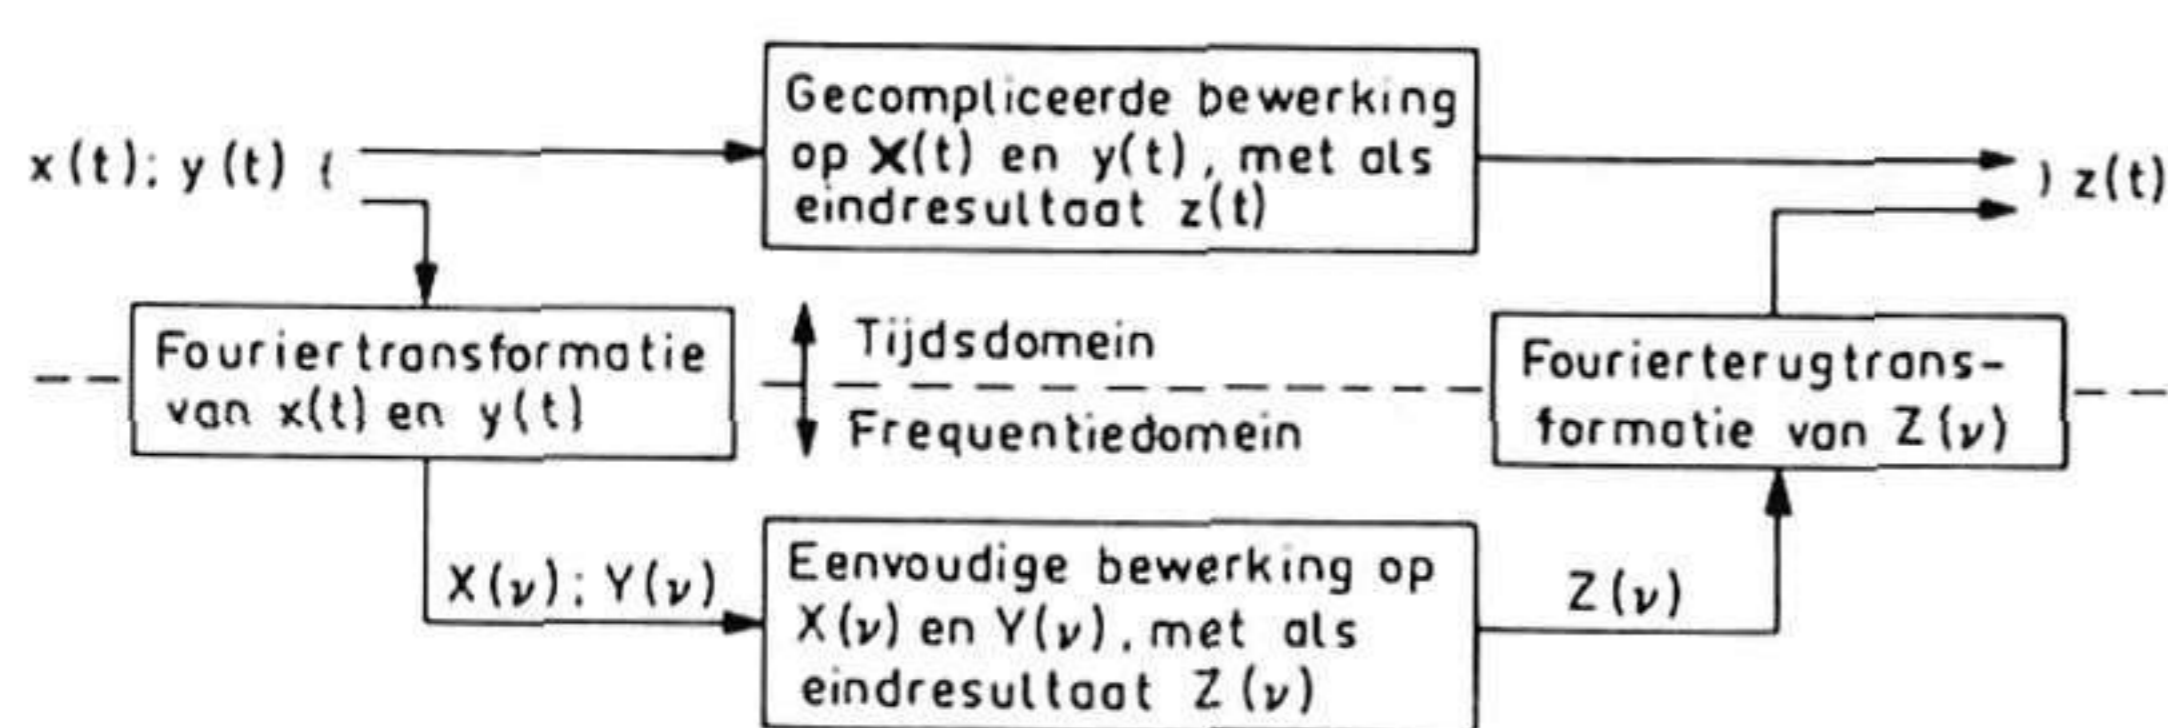 Gecompliceerde bewerking
op X(t) en y(t), met als
eindresultaat z(t)
x(t); y(t) {
} z(t)
Fouriertransformatie
van x(t) en y(t)
Tijdsdomein
Frequentiedomein
Fourierterugtrans-
formatie van Z(ν)
X(ν); Y(ν)
Eenvoudige bewerking op
X(ν) en Y(ν), met als
eindresultaat Z(ν)
Z(ν)